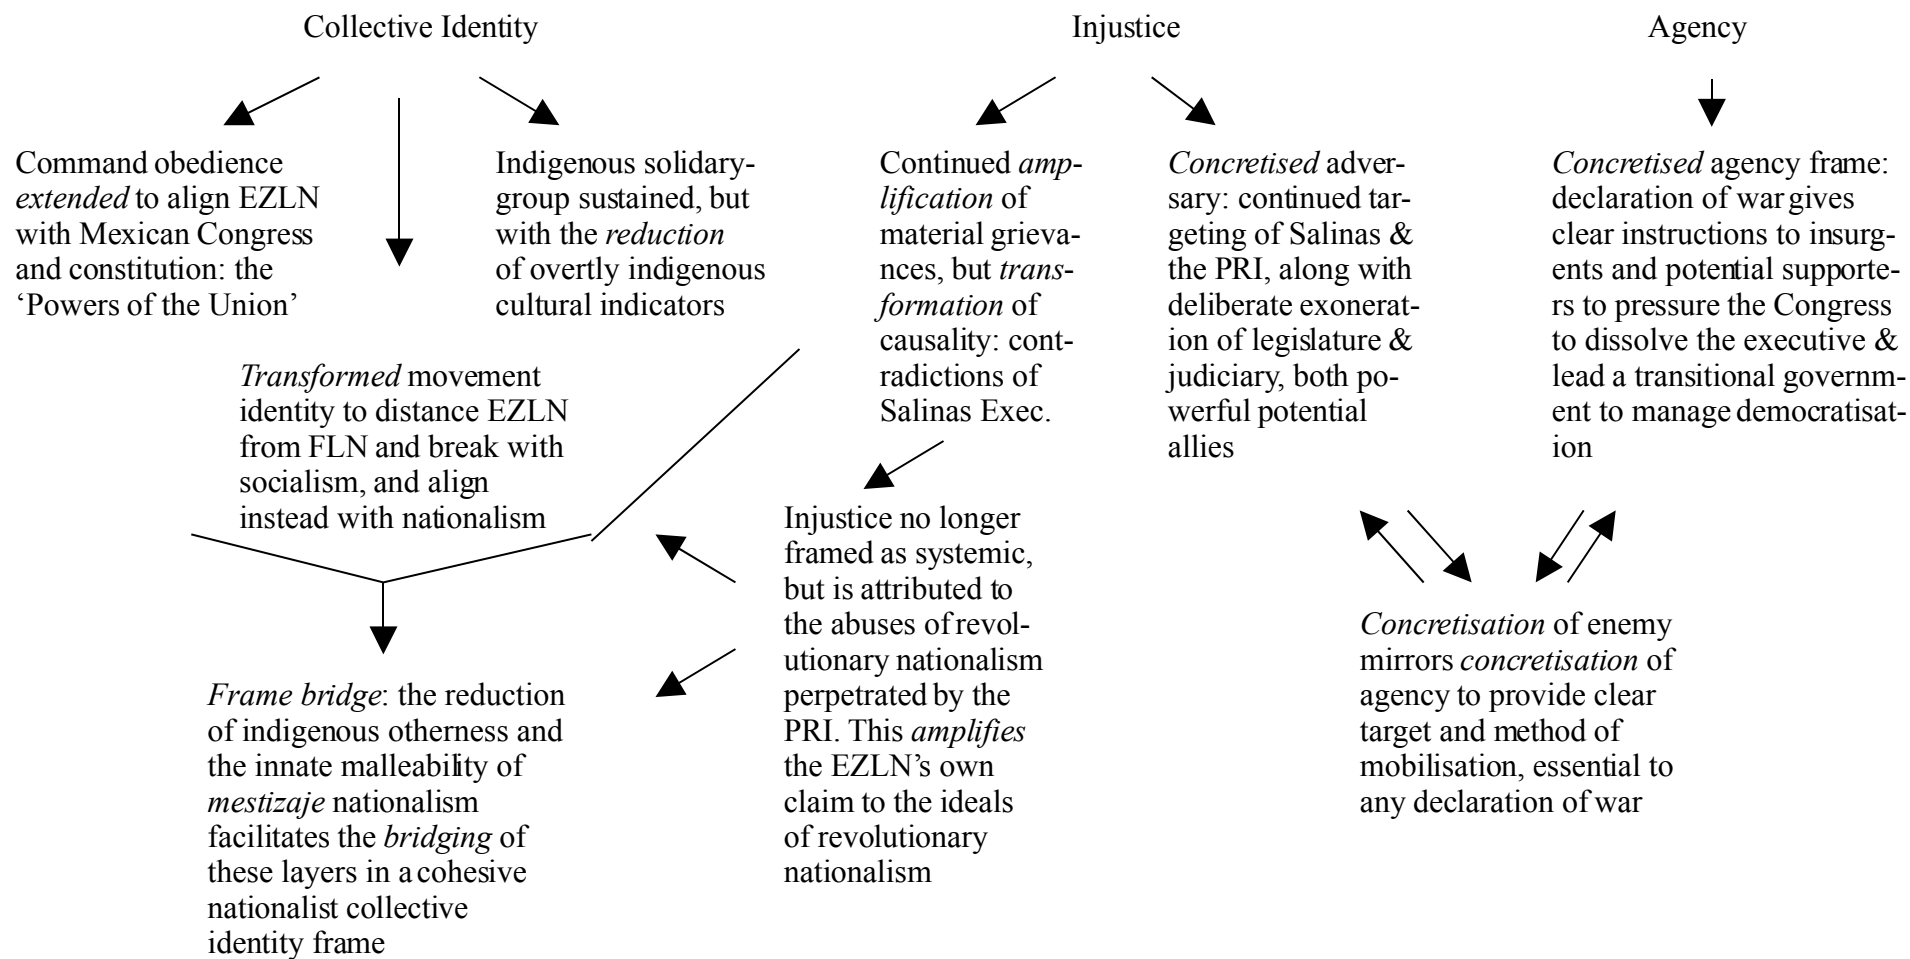 Collective Identity
Injustice
Agency
Command obedience
extended to align EZLN
with Mexican Congress
and constitution: the
‘Powers of the Union’
Transformed movement
identity to distance EZLN
from FLN and break with
socialism, and align
instead with nationalism
Indigenous solidary-
group sustained, but
with the reduction
of overtly indigenous
cultural indicators
Frame bridge: the reduction
of indigenous otherness and
the innate malleability of
mestizaje nationalism
facilitates the bridging of
these layers in a cohesive
nationalist collective
identity frame
Continued amp-
lification of
material grieva-
nces, but trans-
formation of
causality: cont-
radictions of
Salinas Exec.
Injustice no longer
framed as systemic,
but is attributed to
the abuses of revol-
utionary nationalism
perpetrated by the
PRI. This amplifies
the EZLN’s own
claim to the ideals
of revolutionary
nationalism
Concretised adver-
sary: continued tar-
geting of Salinas &
the PRI, along with
deliberate exonerat-
ion of legislature &
judiciary, both po-
werful potential
allies
Concretised agency frame:
declaration of war gives
clear instructions to insurg-
ents and potential supporte-
rs to pressure the Congress
to dissolve the executive &
lead a transitional governm-
ent to manage democratisat-
ion
Concretisation of enemy
mirrors concretisation of
agency to provide clear
target and method of
mobilisation, essential to
any declaration of war